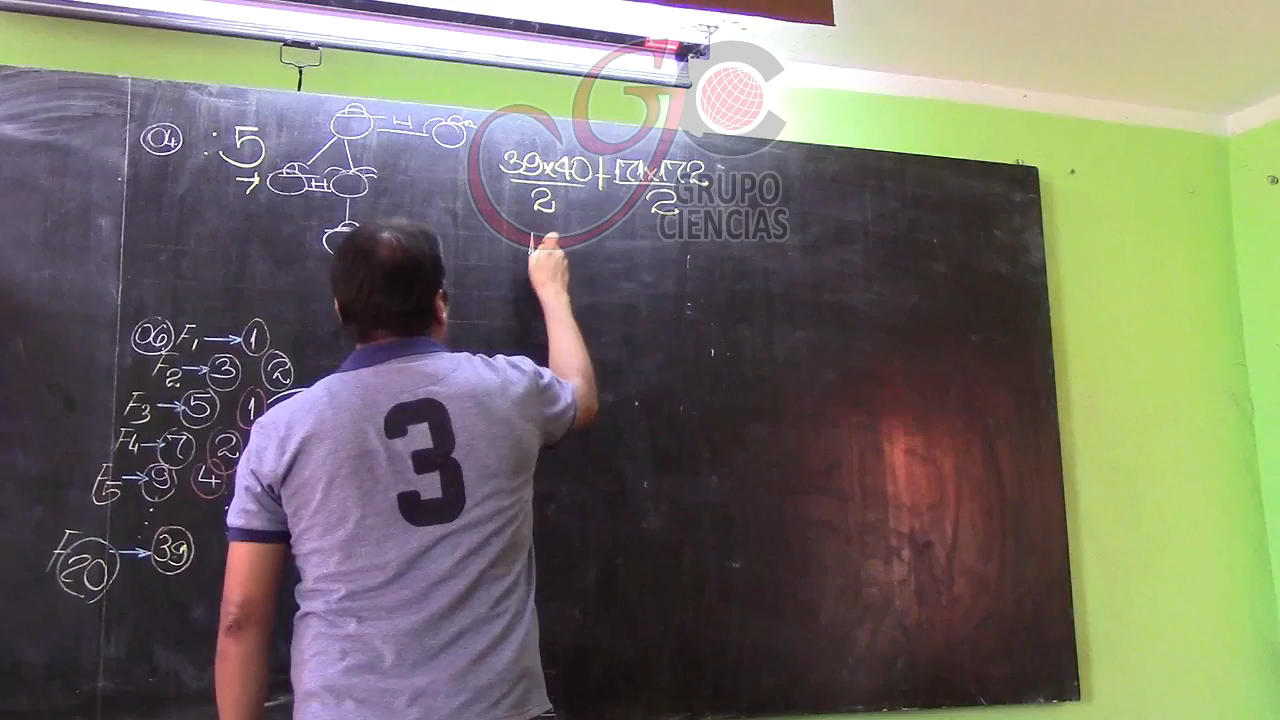 04 : 5
H
→ H
39x40/2 + 171x172/2
GRUPO
CIENCIAS
06 F1 → 1
F2 → 3 2
F3 → 5 1
F4 → 7 2
F5 → 9 4
F20 → 39
3